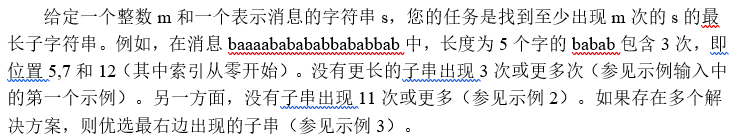 给定一个整数 m 和一个表示消息的字符串 s，您的任务是找到至少出现 m 次的 s 的最
长子字符串。例如，在消息 baaaababababbababbab 中，长度为 5 个字的 babab 包含 3 次，即
位置 5,7 和 12（其中索引从零开始）。没有更长的子串出现 3 次或更多次（参见示例输入中
的第一个示例）。另一方面，没有子串出现 11 次或更多（参见示例 2）。如果存在多个解
决方案，则优选最右边出现的子串（参见示例 3）。